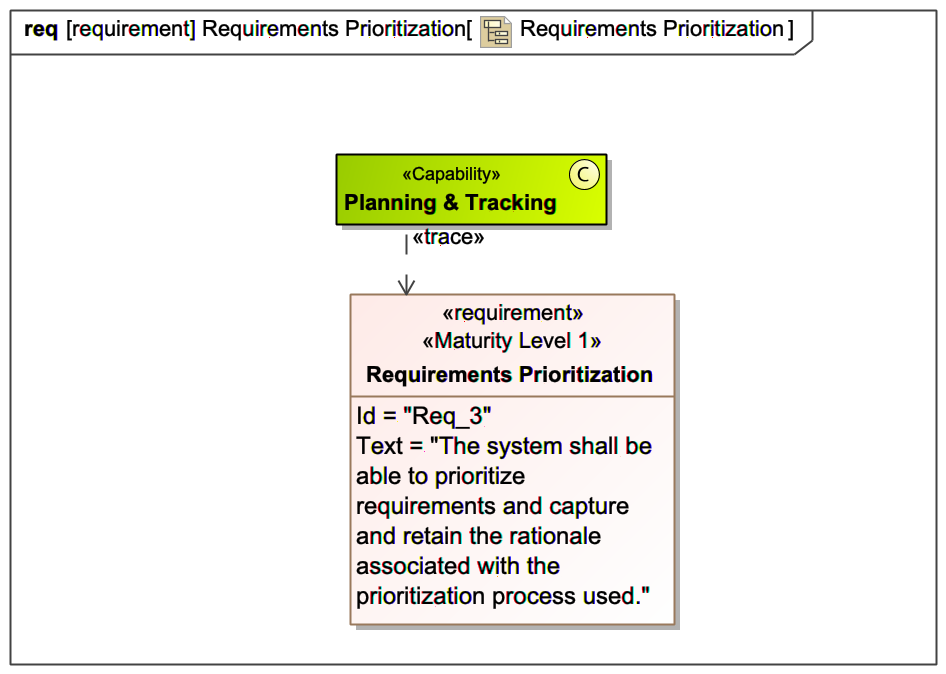 req [requirement] Requirements Prioritization[ Requirements Prioritization ]
«Capability»
C
Planning & Tracking
«trace»
«requirement»
«Maturity Level 1»
Requirements Prioritization
Id = "Req_3"
Text = "The system shall be
able to prioritize
requirements and capture
and retain the rationale
associated with the
prioritization process used."